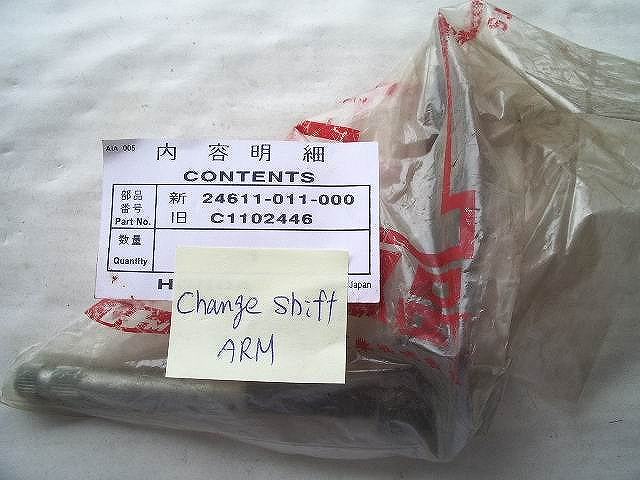 AIA 005
内容明細
CONTENTS
部品番号
Part No.
新 24611-011-000
旧 C1102446
数量
Quantity
Japan
Change Shift
ARM